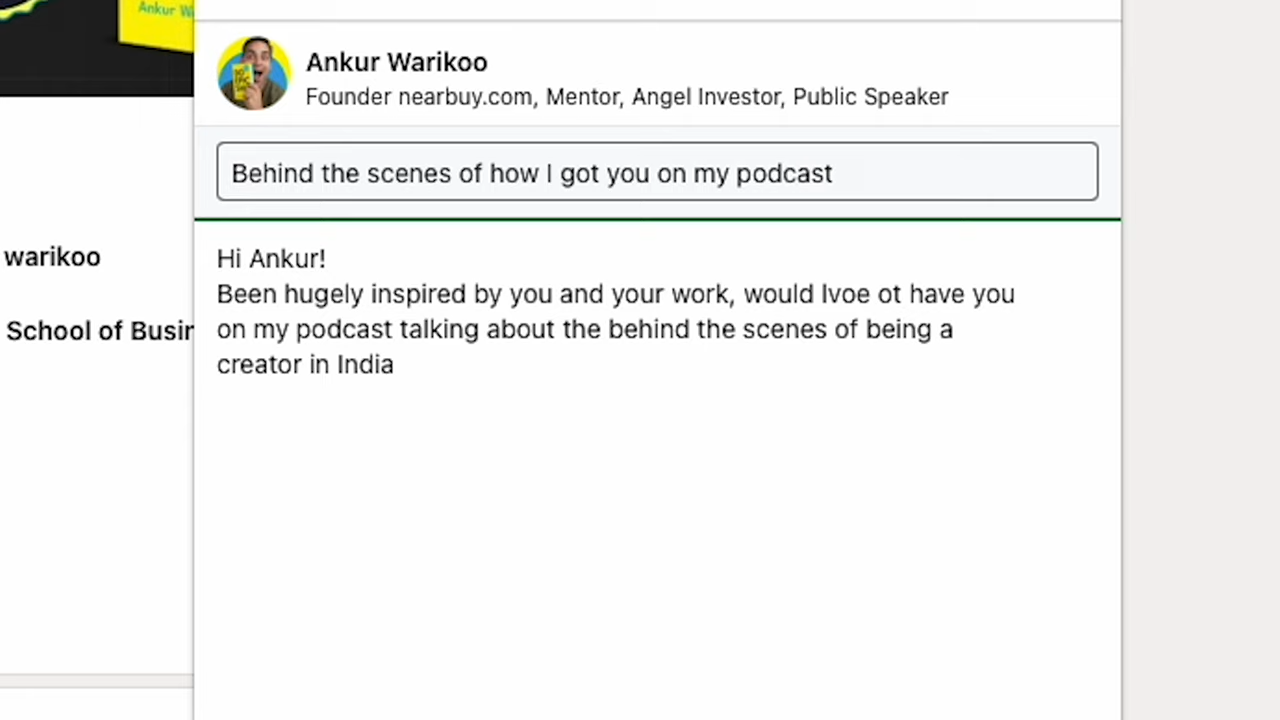 Ankur
Ankur Warikoo
Founder nearbuy.com, Mentor, Angel Investor, Public Speaker
Behind the scenes of how I got you on my podcast
warikoo
School of
Hi Ankur!
Been hugely inspired by you and your work, would lvoe ot have you
on my podcast talking about the behind the scenes of being a
creator in India